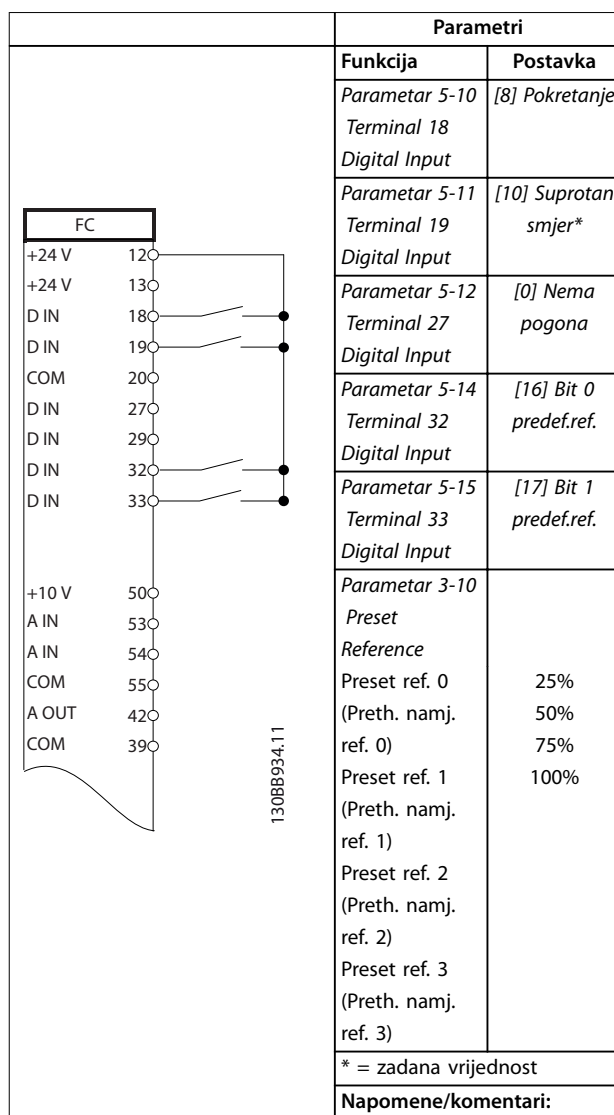 Parametri
Funkcija Postavka
Parametar 5-10 [8] Pokretanje
Terminal 18
Digital Input
Parametar 5-11 [10] Suprotan
Terminal 19 smjer*
Digital Input
Parametar 5-12 [0] Nema
Terminal 27 pogona
Digital Input
Parametar 5-14 [16] Bit 0
Terminal 32 predef.ref.
Digital Input
Parametar 5-15 [17] Bit 1
Terminal 33 predef.ref.
Digital Input
Parametar 3-10
Preset
Reference
Preset ref. 0 25%
(Preth. namj. 50%
ref. 0) 75%
Preset ref. 1 100%
(Preth. namj.
ref. 1)
Preset ref. 2
(Preth. namj.
ref. 2)
Preset ref. 3
(Preth. namj.
ref. 3)
* = zadana vrijednost
Napomene/komentari:
FC
+24 V 12
+24 V 13
D IN 18
D IN 19
COM 20
D IN 27
D IN 29
D IN 32
D IN 33
+10 V 50
A IN 53
A IN 54
COM 55
A OUT 42
COM 39
130BB934.11